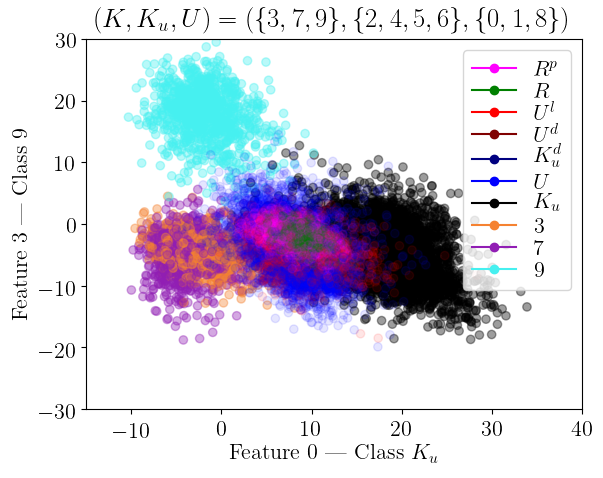 (K, K_u, U) = ({3, 7, 9}, {2, 4, 5, 6}, {0, 1, 8})
30
20
10
0
−10
−20
−30
Feature 3 — Class 9
R^p
R
U^l
U^d
K_u^d
U
K_u
3
7
9
−10 0 10 20 30 40
Feature 0 — Class K_u